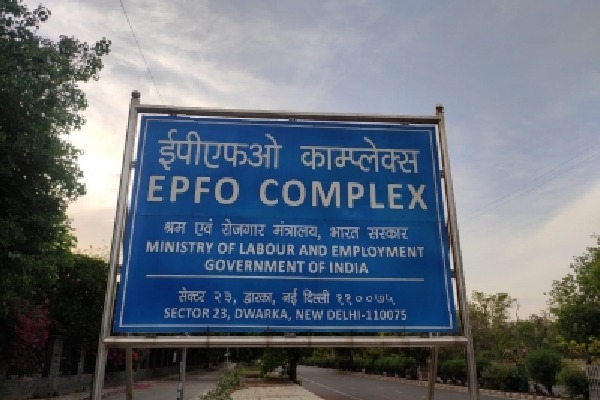 ईपीएफओ काम्प्लेक्स
EPFO COMPLEX
श्रम एवं रोजगार मंत्रालय, भारत सरकार
MINISTRY OF LABOUR AND EMPLOYMENT
GOVERNMENT OF INDIA
सेक्टर २३, द्वारका, नई दिल्ली ११००७५
SECTOR 23, DWARKA, NEW DELHI-110075